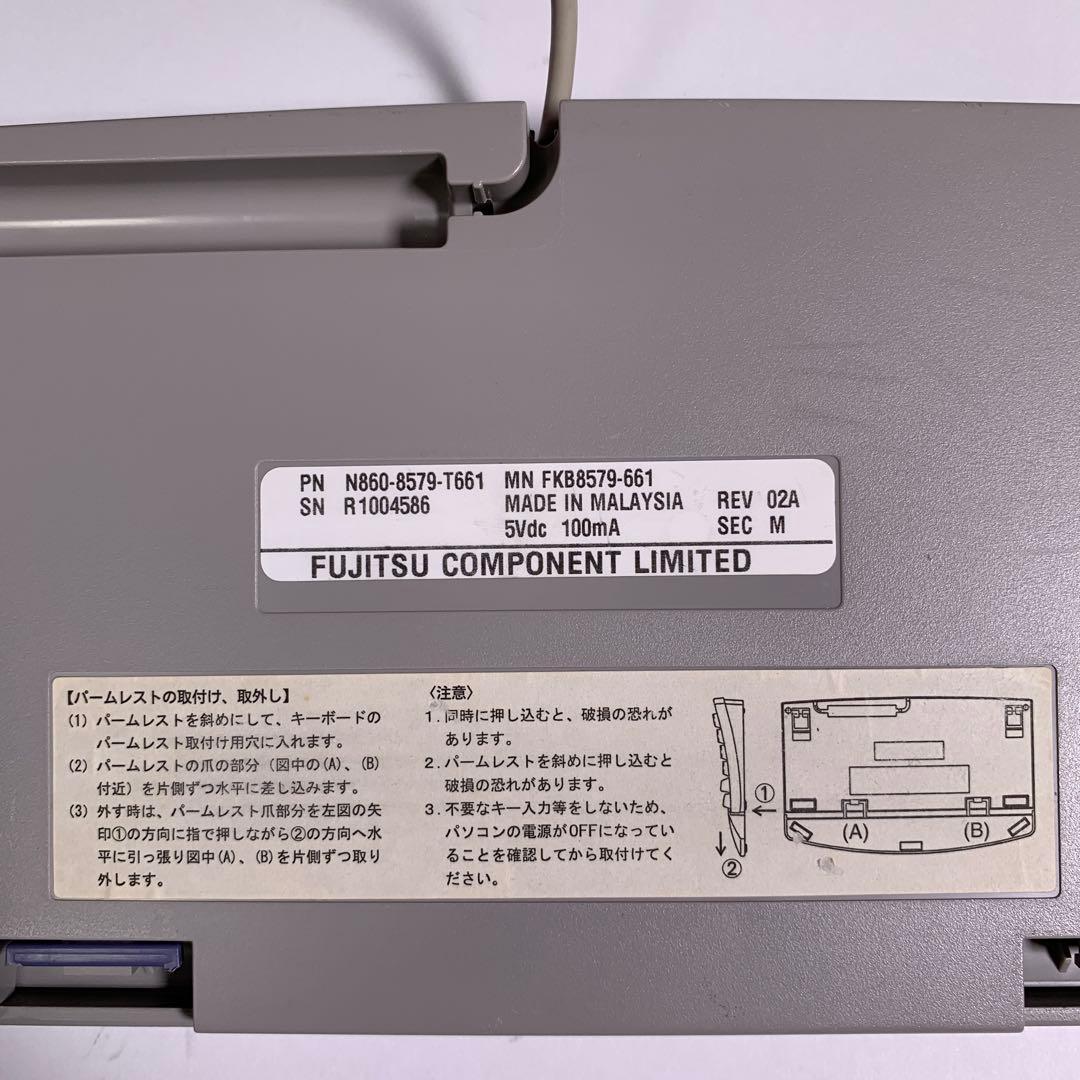 PN N860-8579-T661 MN FKB8579-661
SN R1004586 MADE IN MALAYSIA REV 02A
5Vdc 100mA SEC M
FUJITSU COMPONENT LIMITED
【パームレストの取付け、取外し】
(1) パームレストを斜めにして、キーボードの
パームレスト取付け用穴に入れます。
(2) パームレストの爪の部分(図中の(A)、(B)
付近)を片側ずつ水平に差し込みます。
(3) 外す時は、パームレスト爪部分を左図の矢
印①の方向に指で押しながら②の方向へ水
平に引っ張り図中(A)、(B)を片側ずつ取り
外します。
〈注意〉
1. 同時に押し込むと、破損の恐れが
あります。
2. パームレストを斜めに押し込むと
破損の恐れがあります。
3. 不要なキー入力等をしないため、
パソコンの電源がOFFになってい
ることを確認してから取付けてく
ださい。
①
②
(A) (B)